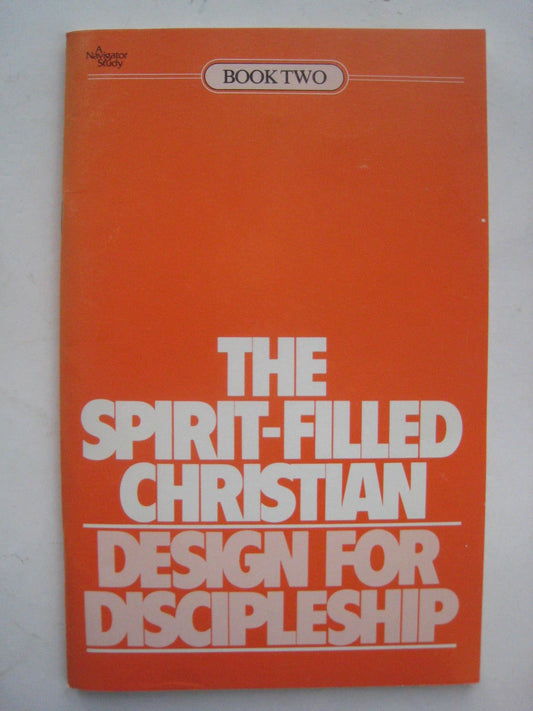 A
Navigator
Study
BOOK TWO
THE
SPIRIT-FILLED
CHRISTIAN
DESIGN FOR
DISCIPLESHIP